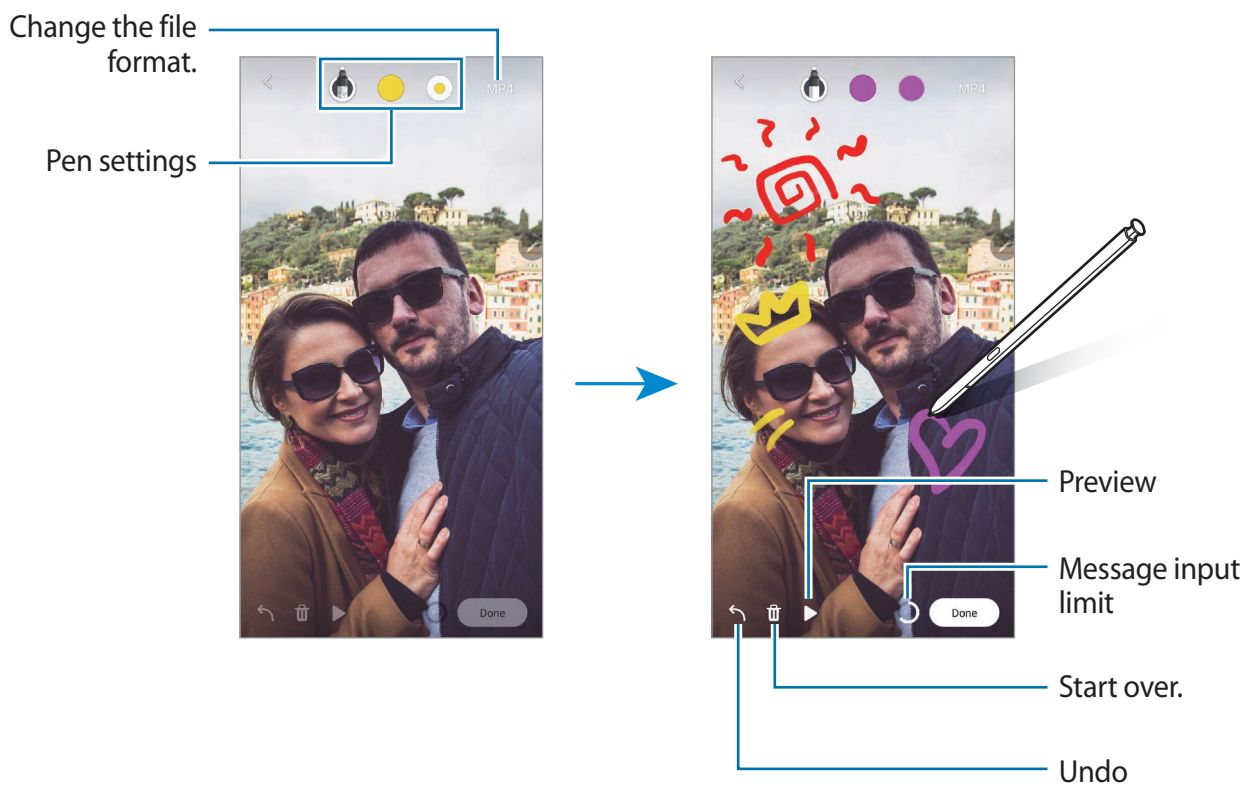 Change the file
format.
MP4
MP4
Pen settings
Preview
Message input
limit
Done
Done
Start over.
Undo